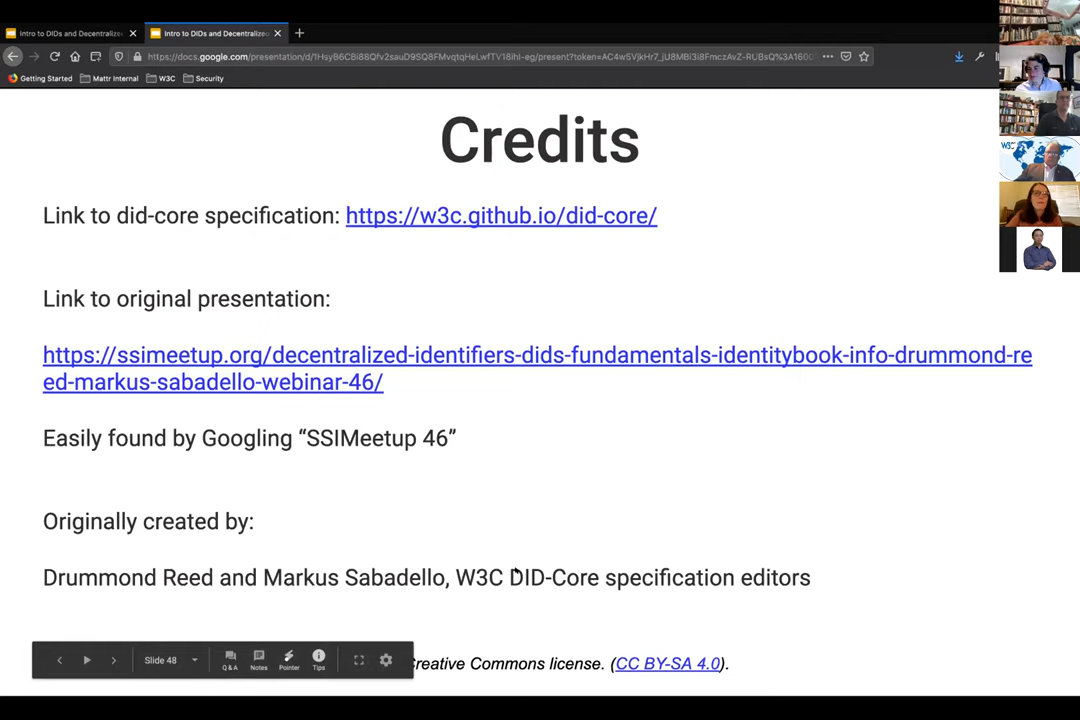 Intro to DIDs and Decentralize
Intro to DIDs and Decentralize
Getting Started
Mattr Internal
W3C
Security
Credits
Link to did-core specification: https://w3c.github.io/did-core/
Link to original presentation:
https://ssimeetup.org/decentralized-identifiers-dids-fundamentals-identitybook-info-drummond-re
ed-markus-sabadello-webinar-46/
Easily found by Googling “SSIMeetup 46”
Originally created by:
Drummond Reed and Markus Sabadello, W3C DID-Core specification editors
Slide 48
Q & A
Notes
Pointer
Tips
Creative Commons license. (CC BY-SA 4.0).
W3C